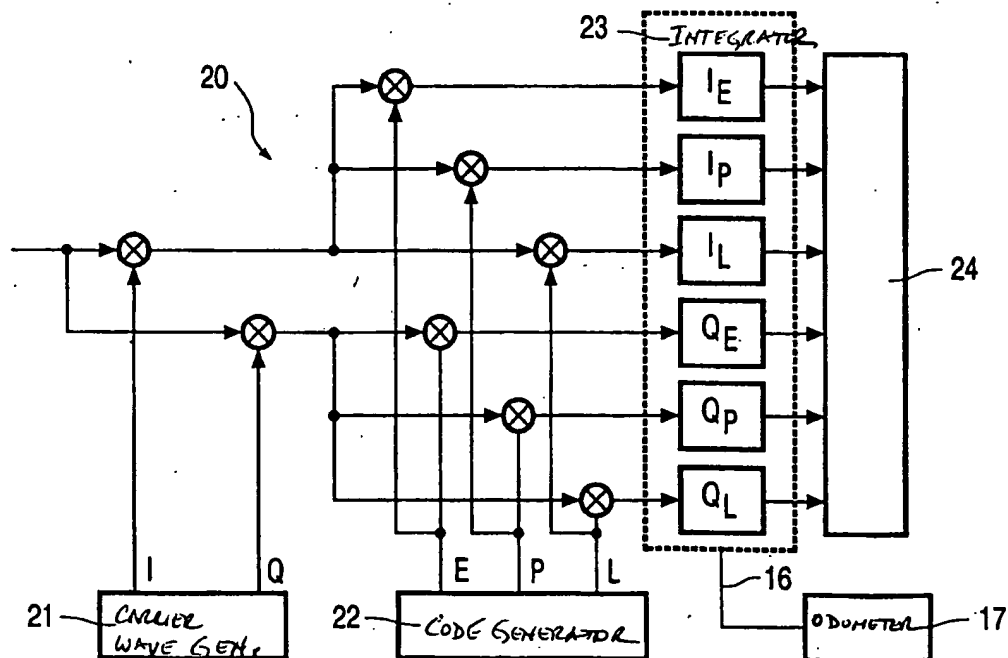 23
INTEGRATOR
20
I_E
I_P
I_L
24
Q_E
Q_P
Q_L
I
Q
E
P
L
16
21
CARRIER
WAVE GEN.
22
CODE GENERATOR
ODOMETER
17